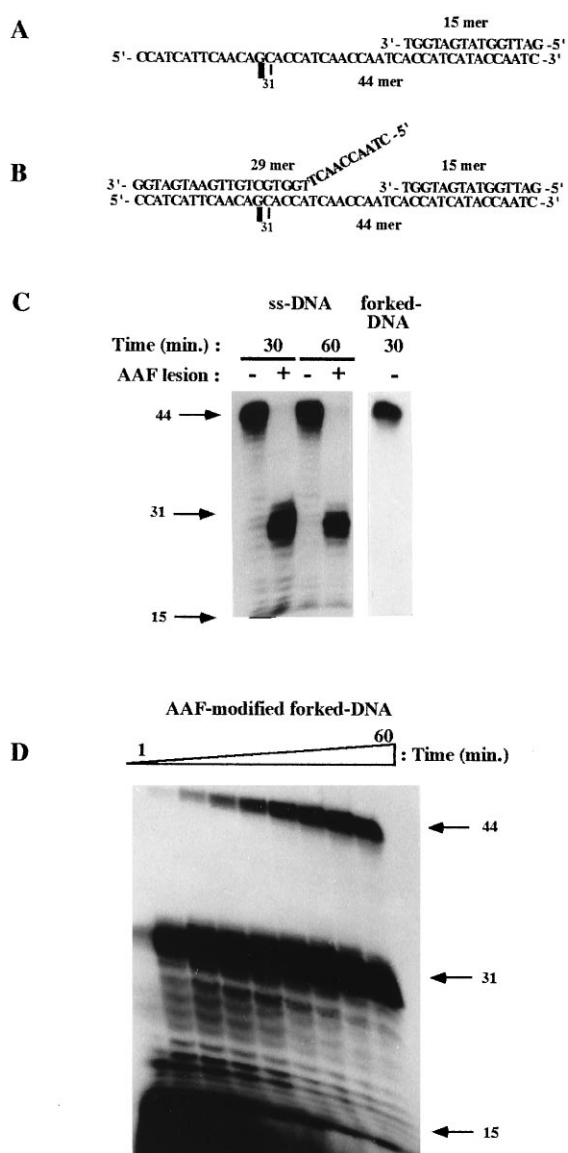 A
15 mer
3'- TGGTAGTATGGTTAG -5'
5'- CCATCATTCAACAGCACCATCAACCAATCACCATCATACCAATC -3'
31
44 mer
B
29 mer
TCAACCAATC -5'
15 mer
3'- GGTAGTAAGTTGTCGTGGT
3'- TGGTAGTATGGTTAG -5'
5'- CCATCATTCAACAGCACCATCAACCAATCACCATCATACCAATC -3'
31
44 mer
C
ss-DNA
forked-
DNA
Time (min.) : 30 60 30
AAF lesion : - + - + -
44
31
15
AAF-modified forked-DNA
D
1 60 : Time (min.)
44
31
15